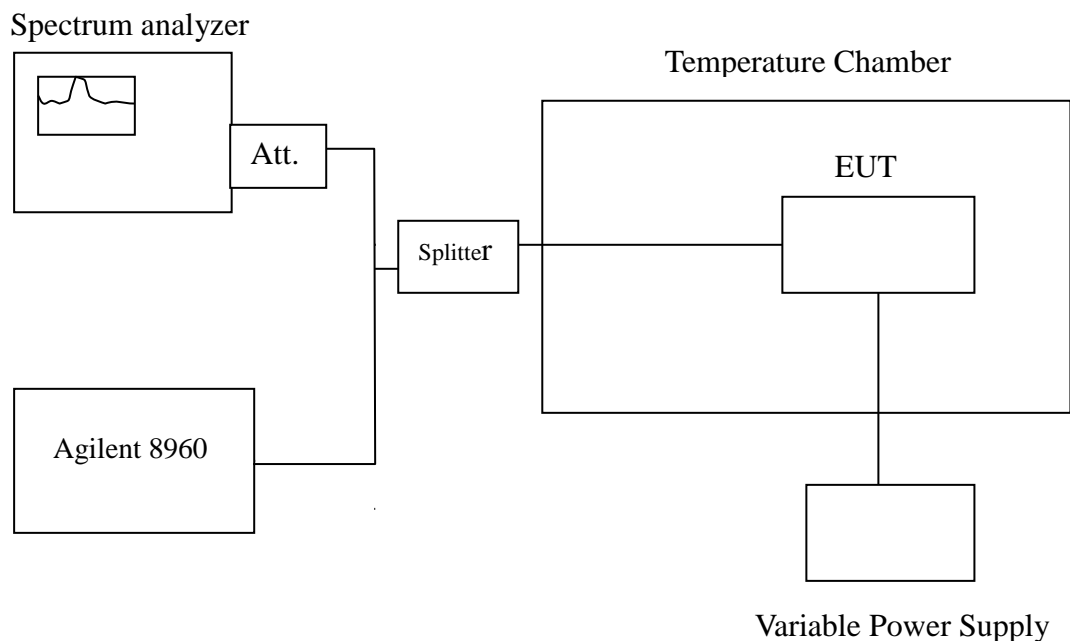 Spectrum analyzer
Temperature Chamber
Att.
EUT
Splitter
Agilent 8960
Variable Power Supply